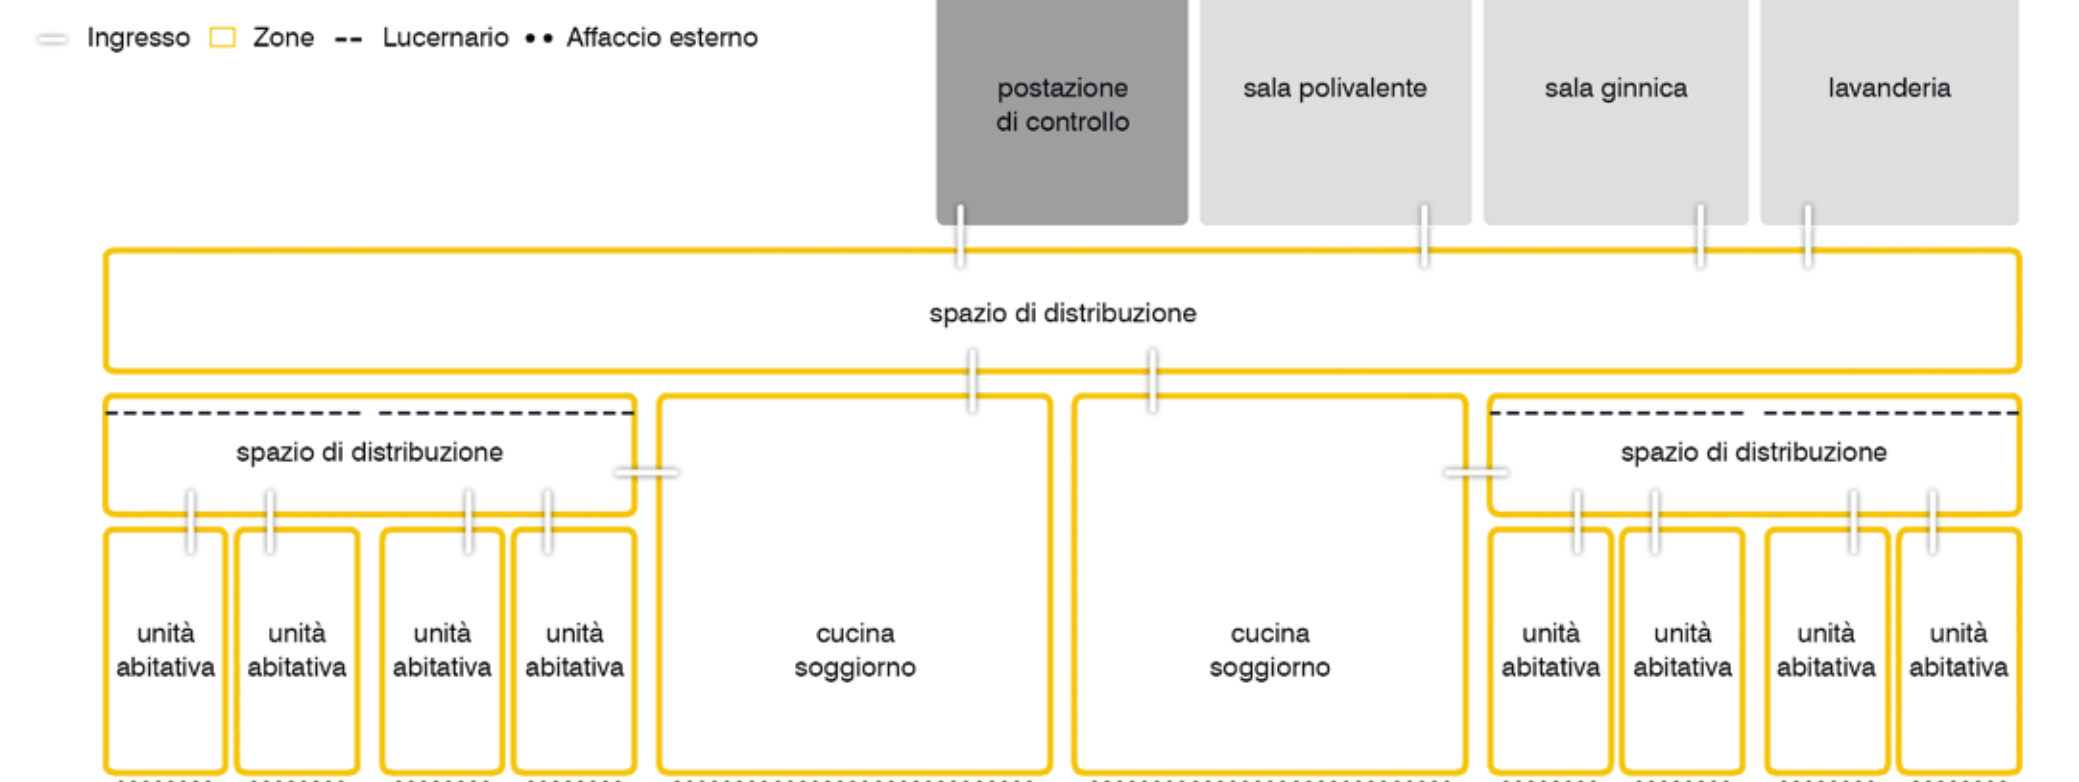 Ingresso Zone Lucernario Affaccio esterno
postazione
di controllo
sala polivalente
sala ginnica
lavanderia
spazio di distribuzione
spazio di distribuzione
spazio di distribuzione
unità
abitativa
unità
abitativa
unità
abitativa
unità
abitativa
cucina
soggiorno
cucina
soggiorno
unità
abitativa
unità
abitativa
unità
abitativa
unità
abitativa